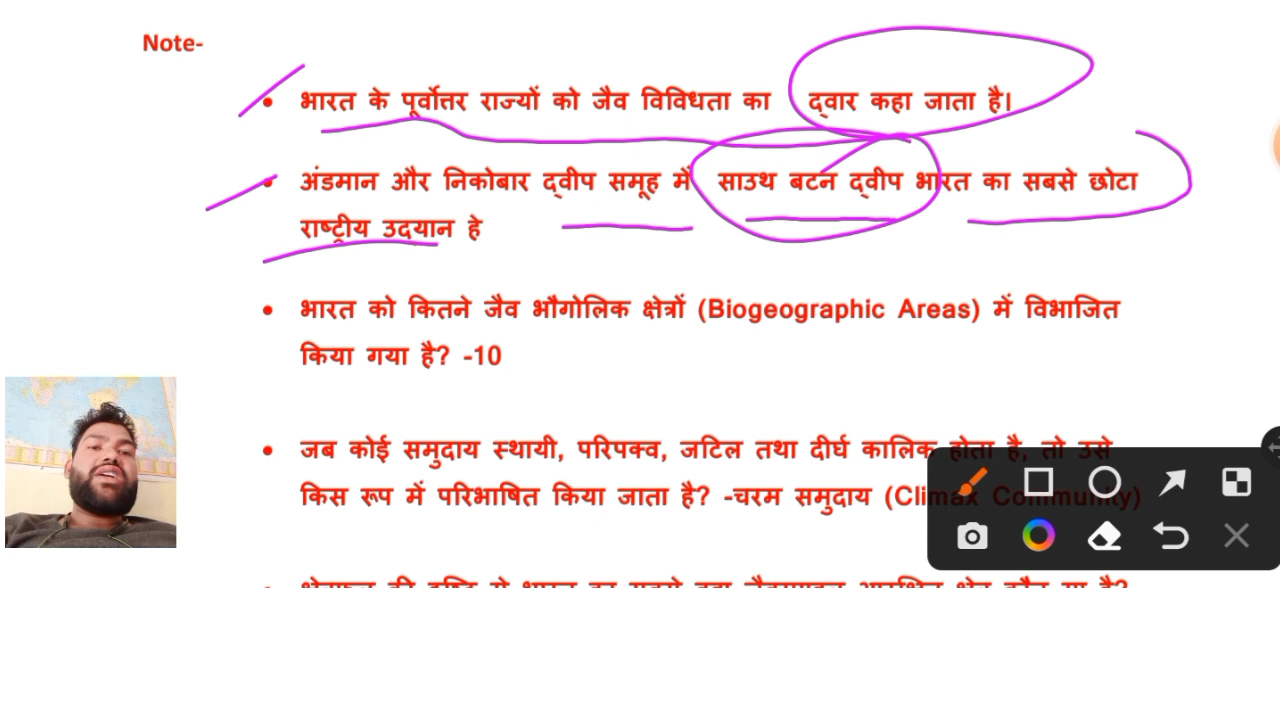 Note-
• भारत के पूर्वोत्तर राज्यों को जैव विविधता का द्वार कहा जाता है।
• अंडमान और निकोबार द्वीप समूह में साउथ बटन द्वीप भारत का सबसे छोटा
राष्ट्रीय उदयान हे
• भारत को कितने जैव भौगोलिक क्षेत्रों (Biogeographic Areas) में विभाजित
किया गया है? -10
• जब कोई समुदाय स्थायी, परिपक्व, जटिल तथा दीर्घ कालिक होता है, तो उसे
किस रूप में परिभाषित किया जाता है? -चरम समुदाय (Climax Community)